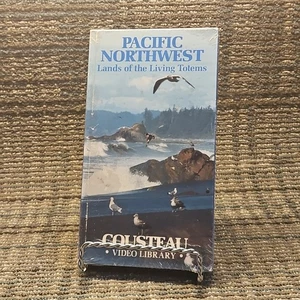 PACIFIC
NORTHWEST
Lands of the Living Totems
COUSTEAU
• VIDEO LIBRARY •